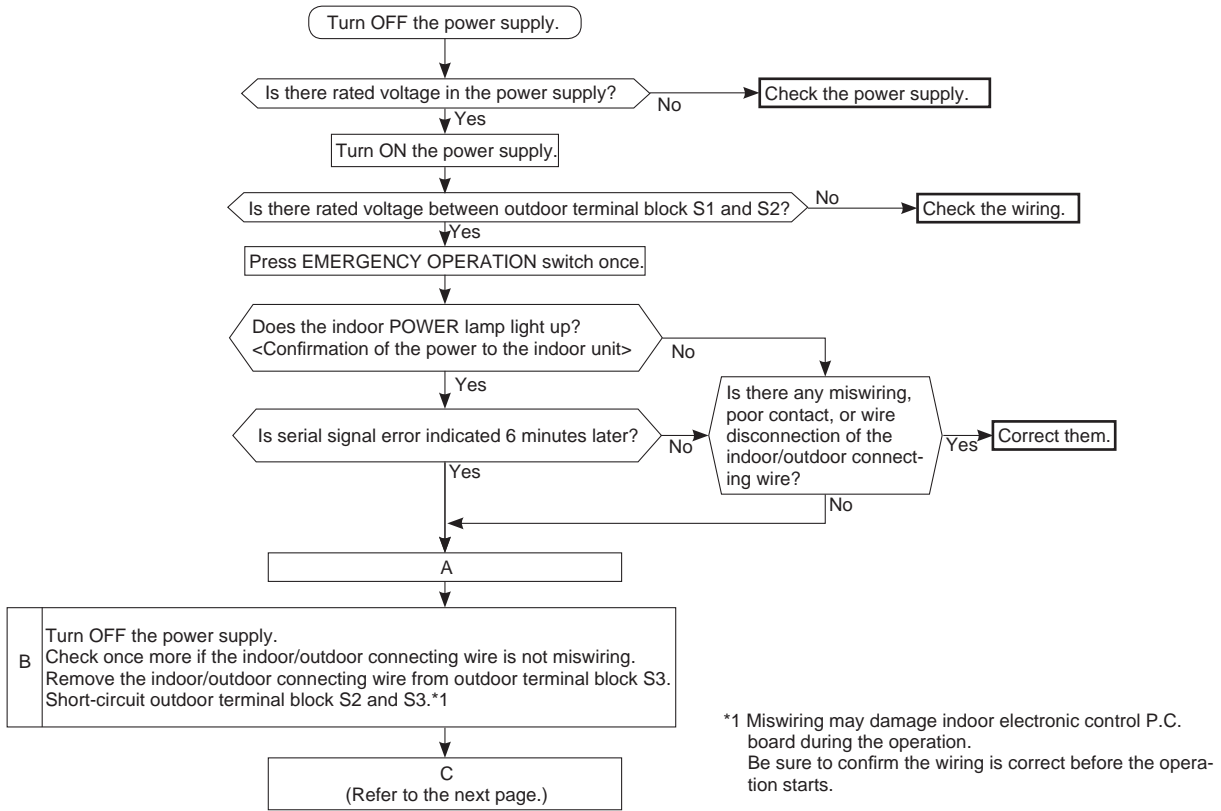 Turn OFF the power supply.
Is there rated voltage in the power supply?
No
Check the power supply.
Yes
Turn ON the power supply.
Is there rated voltage between outdoor terminal block S1 and S2?
No
Check the wiring.
Yes
Press EMERGENCY OPERATION switch once.
Does the indoor POWER lamp light up?
<Confirmation of the power to the indoor unit>
No
Yes
Is serial signal error indicated 6 minutes later?
No
Is there any miswiring,
poor contact, or wire
disconnection of the
indoor/outdoor connect-
ing wire?
Yes
Correct them.
Yes
No
A
B
Turn OFF the power supply.
Check once more if the indoor/outdoor connecting wire is not miswiring.
Remove the indoor/outdoor connecting wire from outdoor terminal block S3.
Short-circuit outdoor terminal block S2 and S3.*1
C
(Refer to the next page.)
*1 Miswiring may damage indoor electronic control P.C.
board during the operation.
Be sure to confirm the wiring is correct before the opera-
tion starts.